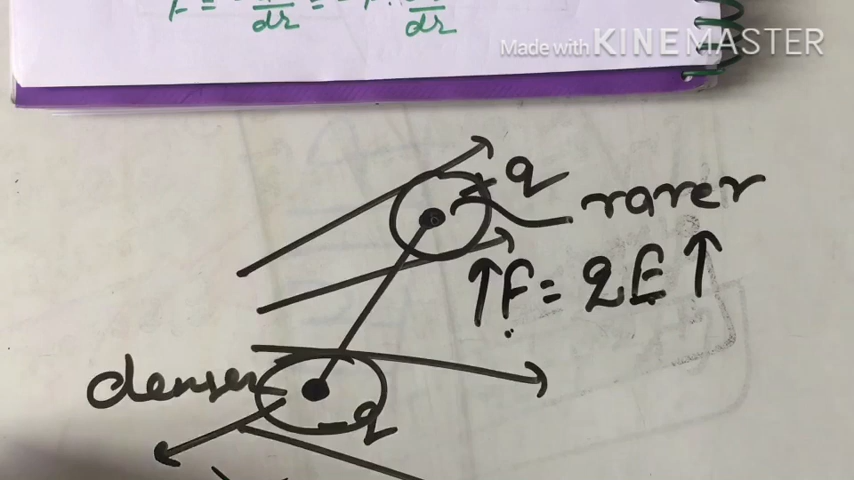 Made with KINEMASTER
+q
rarer
↑F = qE↑
denser
-q